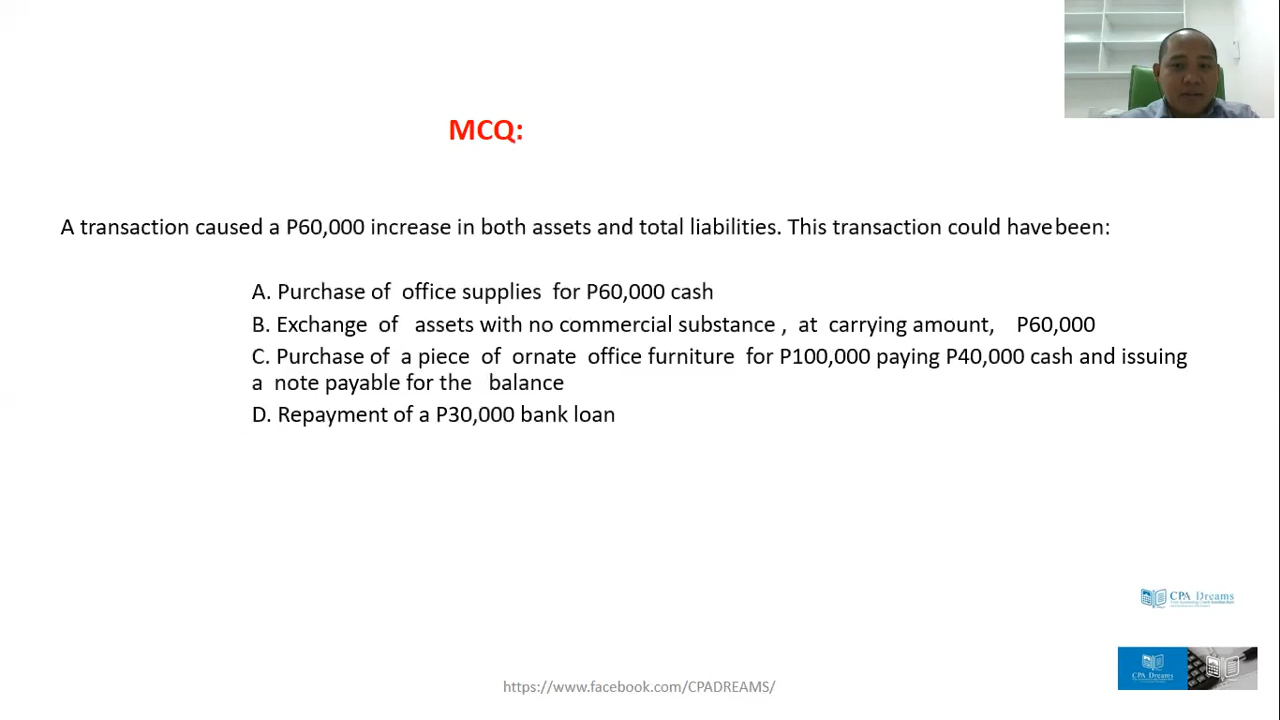 MCQ:
A transaction caused a P60,000 increase in both assets and total liabilities. This transaction could have been:
A. Purchase of office supplies for P60,000 cash
B. Exchange of assets with no commercial substance , at carrying amount, P60,000
C. Purchase of a piece of ornate office furniture for P100,000 paying P40,000 cash and issuing
a note payable for the balance
D. Repayment of a P30,000 bank loan
CPA Dreams
CPA Dreams
https://www.facebook.com/CPADREAMS/